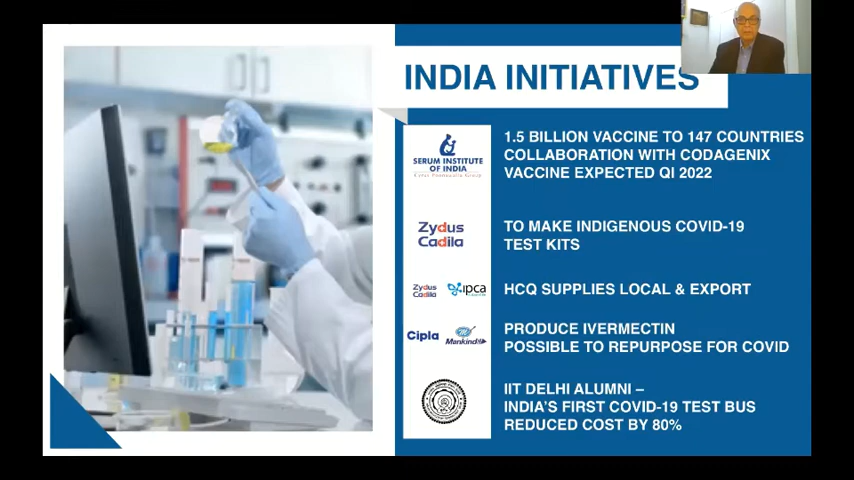 INDIA INITIATIVES
SERUM INSTITUTE
OF INDIA
1.5 BILLION VACCINE TO 147 COUNTRIES
COLLABORATION WITH CODAGENIX
VACCINE EXPECTED QI 2022
Zydus
Cadila
TO MAKE INDIGENOUS COVID-19
TEST KITS
Zydus
Cadila
ipca
HCQ SUPPLIES LOCAL & EXPORT
Cipla
Mankind
PRODUCE IVERMECTIN
POSSIBLE TO REPURPOSE FOR COVID
IIT DELHI ALUMNI –
INDIA'S FIRST COVID-19 TEST BUS
REDUCED COST BY 80%